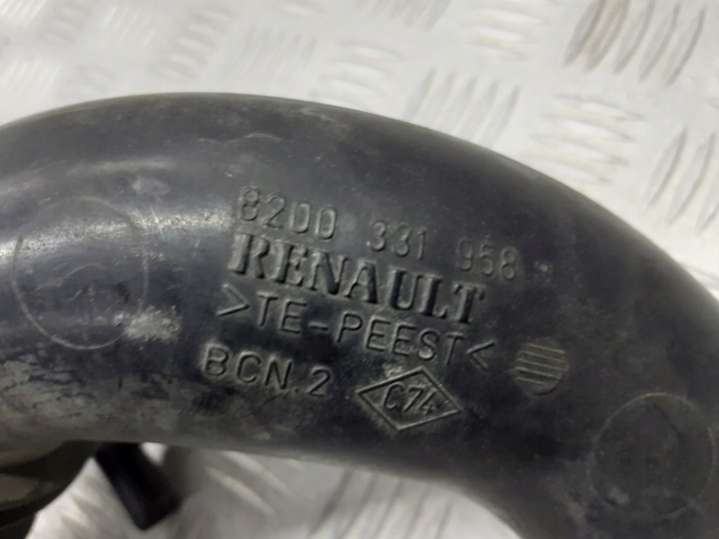 8200 331 958
RENAULT
>TE-PEEST<
BCN.2 C74